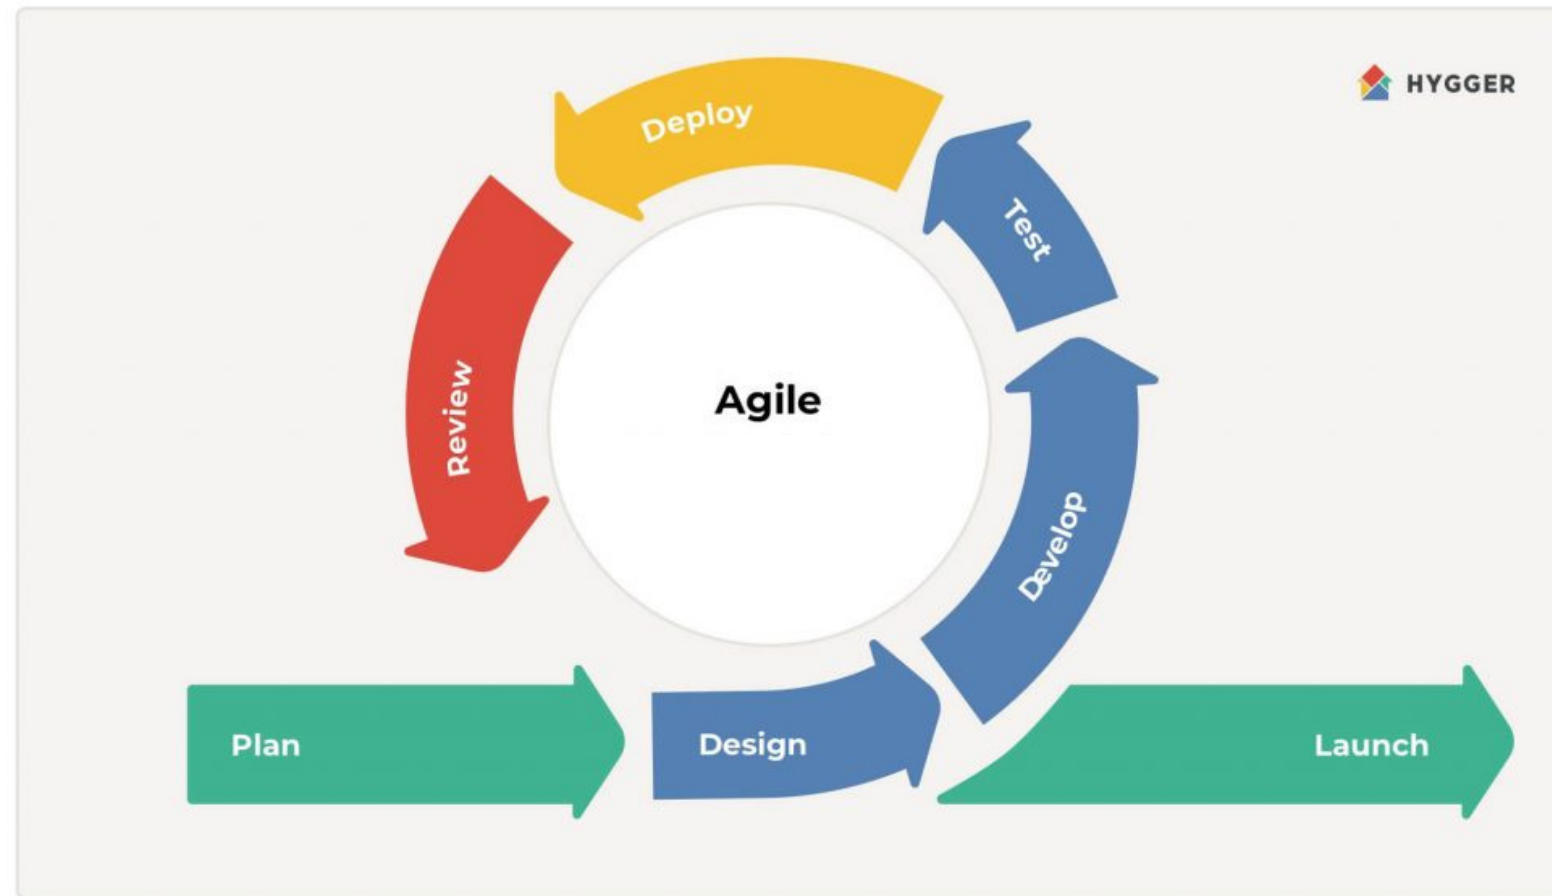 HYGGER
Deploy
Test
Review
Agile
Develop
Plan
Design
Launch